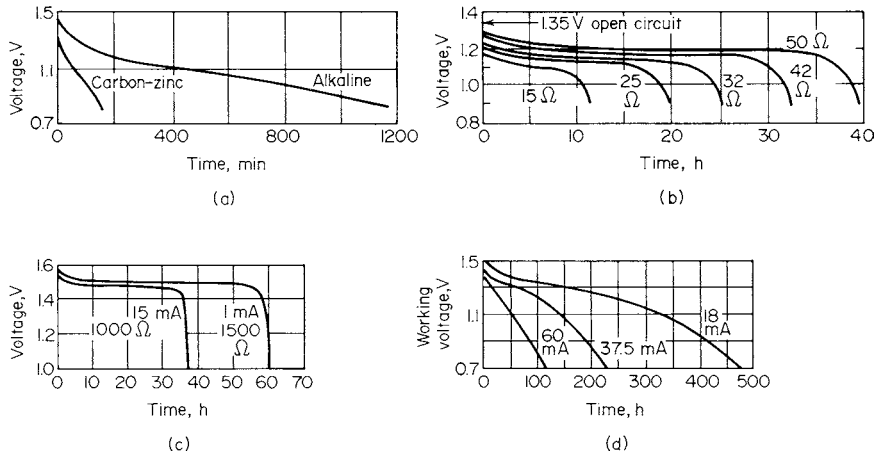 (a)
Voltage,V
1.5
1.1
0.7
Carbon-zinc
Alkaline
0
400
800
1200
Time, min
(b)
Voltage,V
1.4
1.2
1.0
0.8
1.35 V open circuit
50 Ω
15 Ω
25 Ω
32 Ω
42 Ω
0
10
20
30
40
Time, h
(b)
Voltage,V
1.6
1.4
1.2
1.0
15 mA
1000 Ω
1 mA
1500 Ω
0
10
20
30
40
50
60
70
Time, h
(c)
Working
voltage,V
1.5
1.1
0.7
60 mA
37.5 mA
18 mA
0
100
200
300
400
500
Time, h
(d)